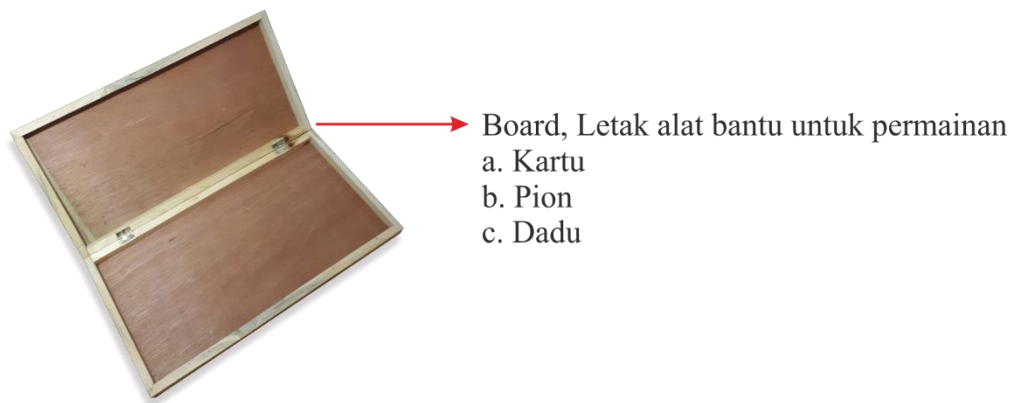 Board, Letak alat bantu untuk permainan
a. Kartu
b. Pion
c. Dadu